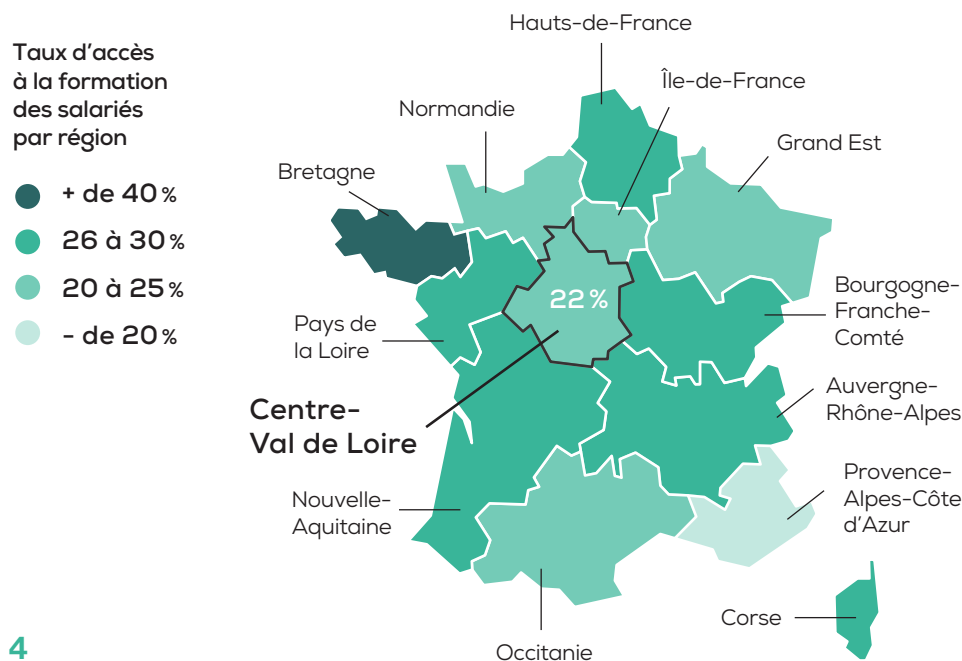 Taux d'accès
à la formation
des salariés
par région
+ de 40 %
26 à 30 %
20 à 25 %
- de 20 %
Hauts-de-France
Île-de-France
Normandie
Grand Est
Bretagne
22 %
Bourgogne-
Franche-
Comté
Pays de
la Loire
Auvergne-
Rhône-Alpes
Centre-
Val de Loire
Provence-
Alpes-Côte
d'Azur
Nouvelle-
Aquitaine
Corse
Occitanie
4